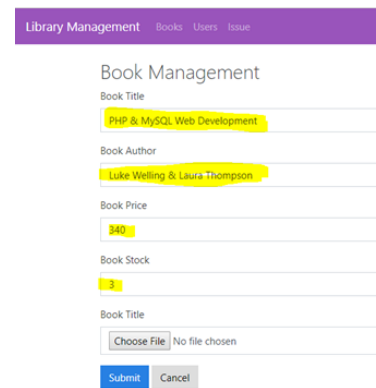 Library Management Books Users Issue
Book Management
Book Title
PHP & MySQL Web Development
Book Author
Luke Welling & Laura Thompson
Book Price
340
Book Stock
3
Book Title
Choose File No file chosen
Submit Cancel